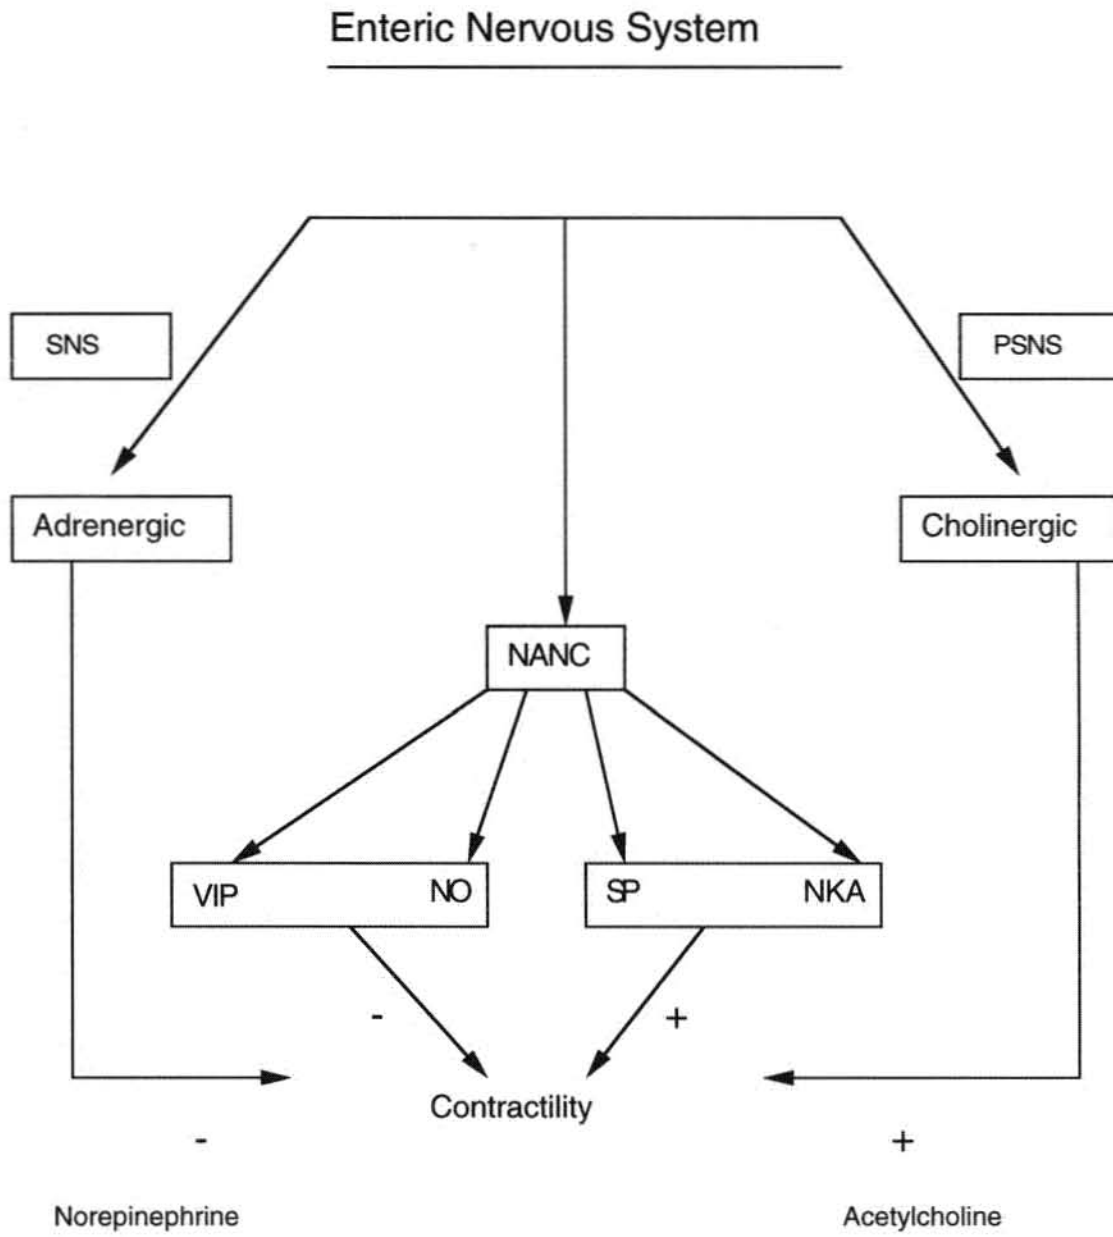 Enteric Nervous System
SNS
PSNS
Adrenergic
Cholinergic
NANC
VIP NO
SP NKA
-
+
Contractility
-
+
Norepinephrine
Acetylcholine